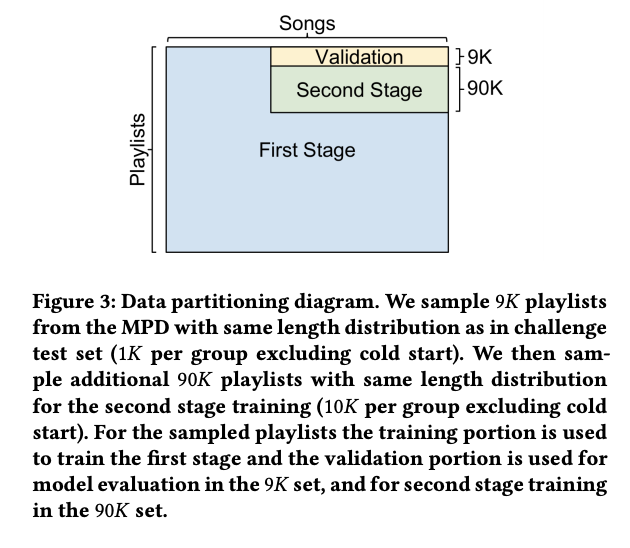 Songs
Validation
9K
Second Stage
90K
Playlists
First Stage
Figure 3: Data partitioning diagram. We sample 9K playlists
from the MPD with same length distribution as in challenge
test set (1K per group excluding cold start). We then sam-
ple additional 90K playlists with same length distribution
for the second stage training (10K per group excluding cold
start). For the sampled playlists the training portion is used
to train the first stage and the validation portion is used for
model evaluation in the 9K set, and for second stage training
in the 90K set.